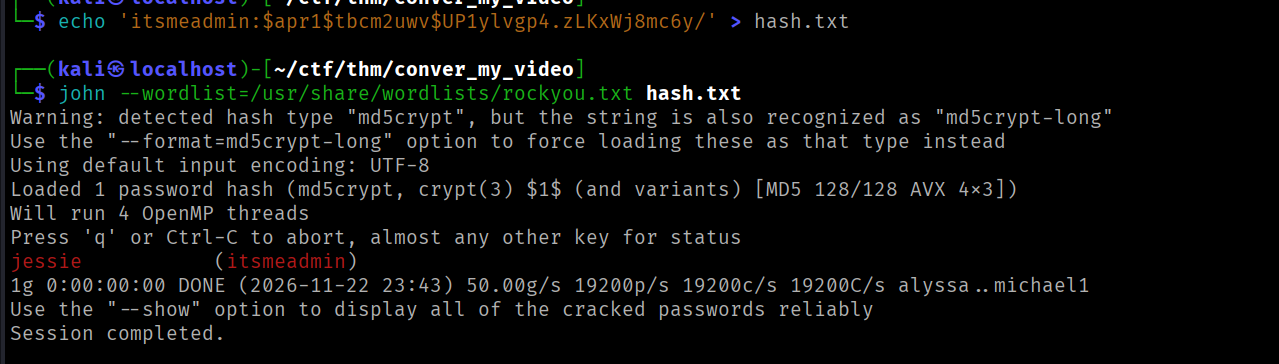 └─$ echo 'itsmeadmin:$apr1$tbcm2uwv$UP1ylvgp4.zLKxWj8mc6y/' > hash.txt
┌──(kali㉿localhost)-[~/ctf/thm/conver_my_video]
└─$ john --wordlist=/usr/share/wordlists/rockyou.txt hash.txt
Warning: detected hash type "md5crypt", but the string is also recognized as "md5crypt-long"
Use the "--format=md5crypt-long" option to force loading these as that type instead
Using default input encoding: UTF-8
Loaded 1 password hash (md5crypt, crypt(3) $1$ (and variants) [MD5 128/128 AVX 4×3])
Will run 4 OpenMP threads
Press 'q' or Ctrl-C to abort, almost any other key for status
jessie           (itsmeadmin)
1g 0:00:00:00 DONE (2026-11-22 23:43) 50.00g/s 19200p/s 19200c/s 19200C/s alyssa..michael1
Use the "--show" option to display all of the cracked passwords reliably
Session completed.